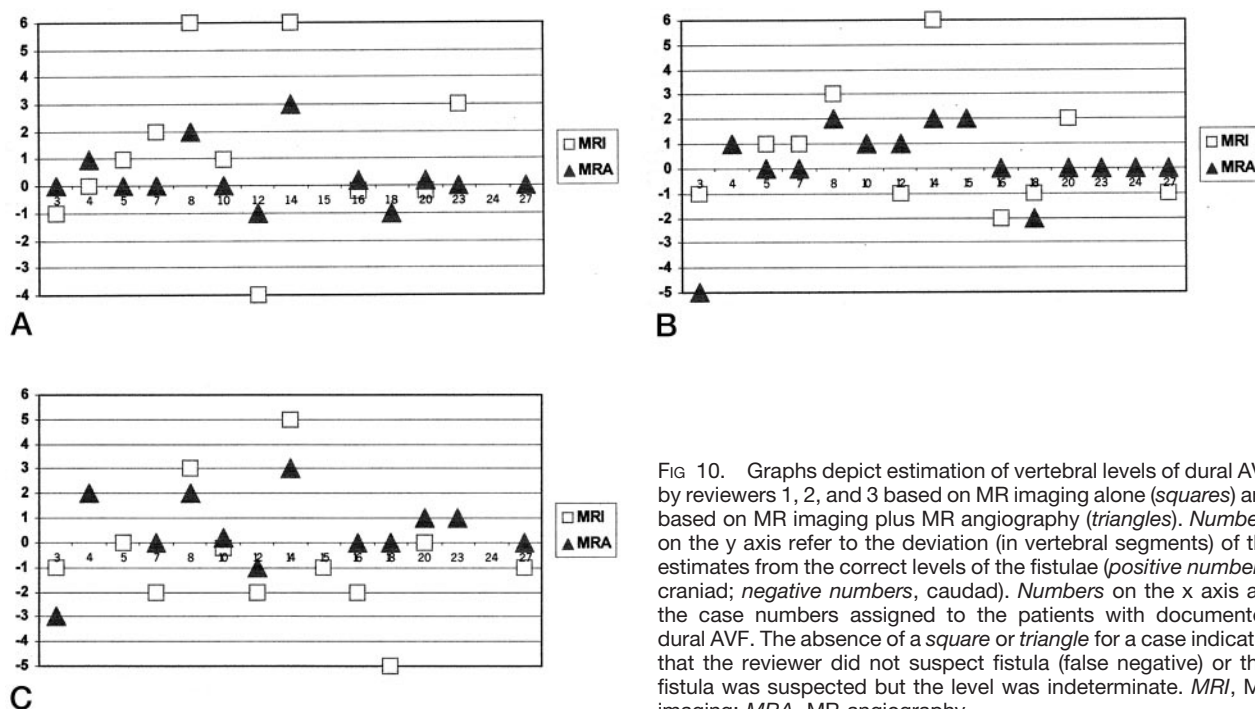 6
5
4
3
2
1
0
-1
-2
-3
-4
3 4 5 7 8 10 12 14 15 16 18 20 23 24 27
MRI
MRA
A
6
5
4
3
2
1
0
-1
-2
-3
-4
-5
3 4 5 7 8 10 12 14 15 16 18 20 23 24 27
MRI
MRA
B
6
5
4
3
2
1
0
-1
-2
-3
-4
-5
3 4 5 7 8 10 12 14 15 16 18 20 23 24 27
MRI
MRA
C
FIG 10. Graphs depict estimation of vertebral levels of dural
by reviewers 1, 2, and 3 based on MR imaging alone (squares)
based on MR imaging plus MR angiography (triangles).
on the y axis refer to the deviation (in vertebral segments) of
estimates from the correct levels of the fistulae (positive
craniad; negative numbers, caudad). Numbers on the x axis
the case numbers assigned to the patients with
dural AVF. The absence of a square or triangle for a case
that the reviewer did not suspect fistula (false negative) or
fistula was suspected but the level was indeterminate. MRI,
imaging; MRA, MR angiography